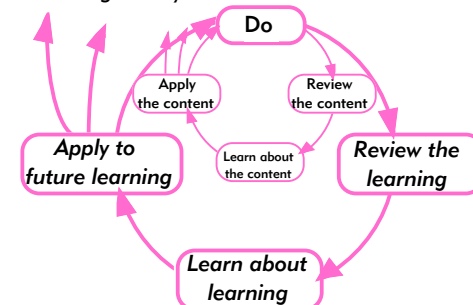 Do
Apply
the content
Review
the content
Learn about
the content
Apply to
future learning
Review the
learning
Learn about
learning